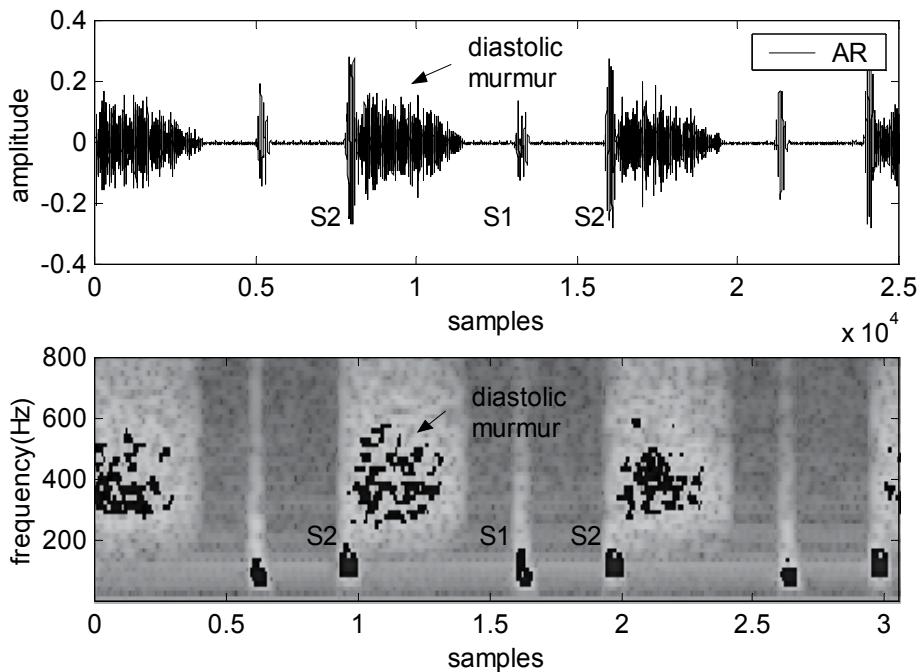 0.4
0.2
0
-0.2
-0.4
amplitude
diastolic
murmur
AR
S2
S1
S2
0 0.5 1 1.5 2 2.5
samples
x 10^4
800
600
400
200
frequency(Hz)
diastolic
murmur
S2
S1
S2
0 0.5 1 1.5 2 2.5 3
samples